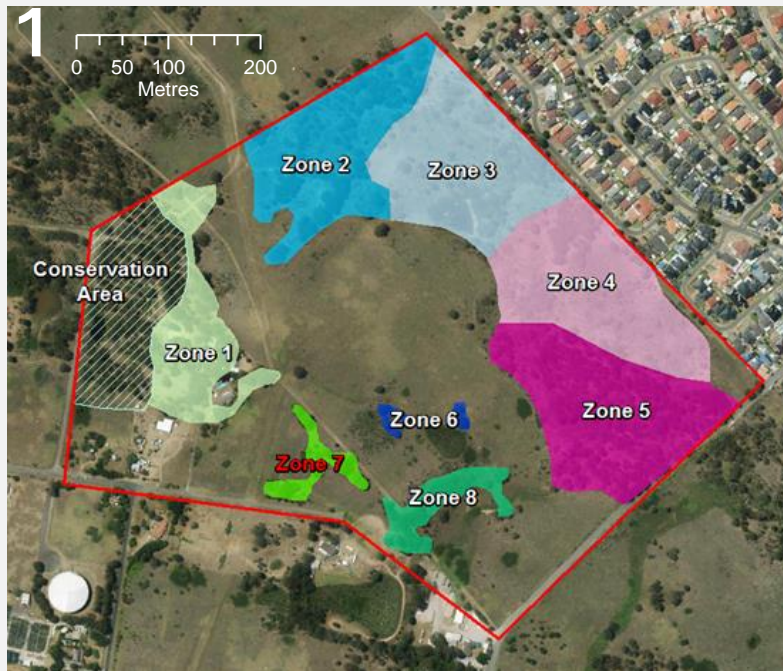 1
0 50 100 200
Metres
Zone 2
Zone 3
Conservation
Area
Zone 4
Zone 1
Zone 5
Zone 6
Zone 7
Zone 8